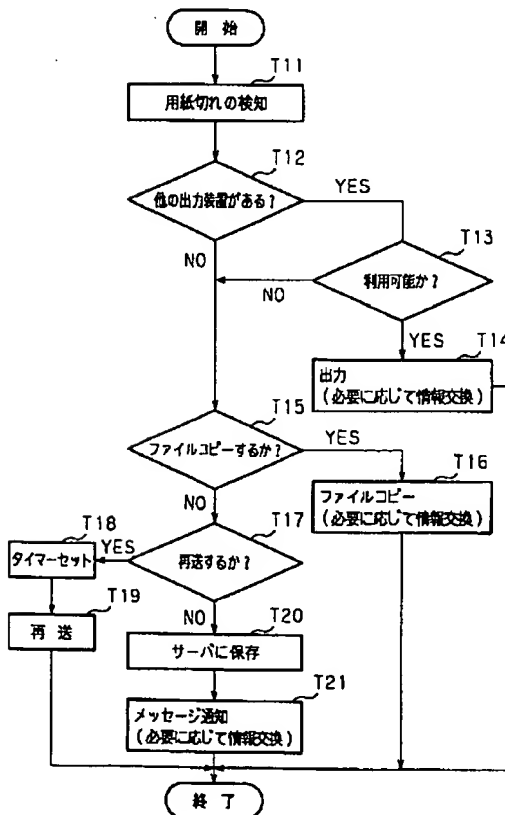 開始
T11
用紙切れの検知
T12
他の出力装置がある?
YES
NO
T13
利用可能か?
NO
YES
T14
出力
(必要に応じて情報交換)
T15
ファイルコピーするか?
YES
NO
T16
ファイルコピー
(必要に応じて情報交換)
T17
再送するか?
YES
NO
T18
タイマーセット
T19
再送
T20
サーバに保存
T21
メッセージ通知
(必要に応じて情報交換)
終了